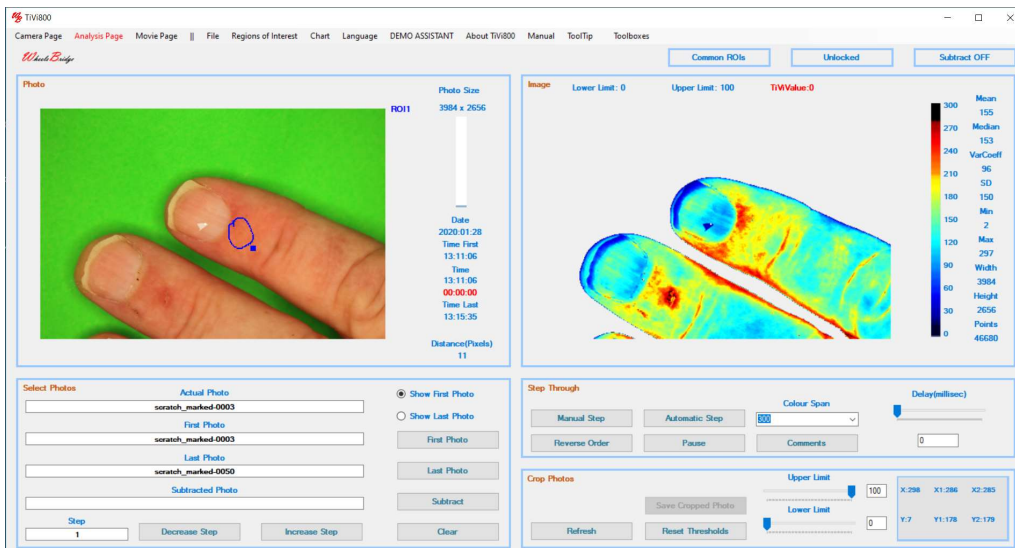 TiVi800
Camera Page Analysis Page Movie Page || File Regions of Interest Chart Language DEMO ASSISTANT About TiVi800 Manual ToolTip Toolboxes
WheelsBridge
Common ROIs Unlocked Subtract OFF
Photo
Photo Size
3984 x 2656
ROI1
Date
2020:01:28
Time First
13:11:06
Time
13:11:06
00:00:00
Time Last
13:15:35
Distance(Pixels)
11
Image Lower Limit: 0 Upper Limit: 100 TiViValue:0
300
270
240
210
180
150
120
90
60
30
0
Mean
155
Median
153
VarCoeff
96
SD
150
Min
2
Max
297
Width
3984
Height
2656
Points
46680
Select Photos
Actual Photo
scratch_marked-0003
First Photo
scratch_marked-0003
Last Photo
scratch_marked-0050
Subtracted Photo
Step
1
Decrease Step Increase Step
Show First Photo
Show Last Photo
First Photo
Last Photo
Subtract
Clear
Step Through
Manual Step Automatic Step
Reverse Order Pause
Colour Span
300
Comments
Delay(millisec)
0
Crop Photos
Save Cropped Photo
Refresh Reset Thresholds
Upper Limit
100
Lower Limit
0
X:298 X1:286 X2:285
Y:7 Y1:178 Y2:179